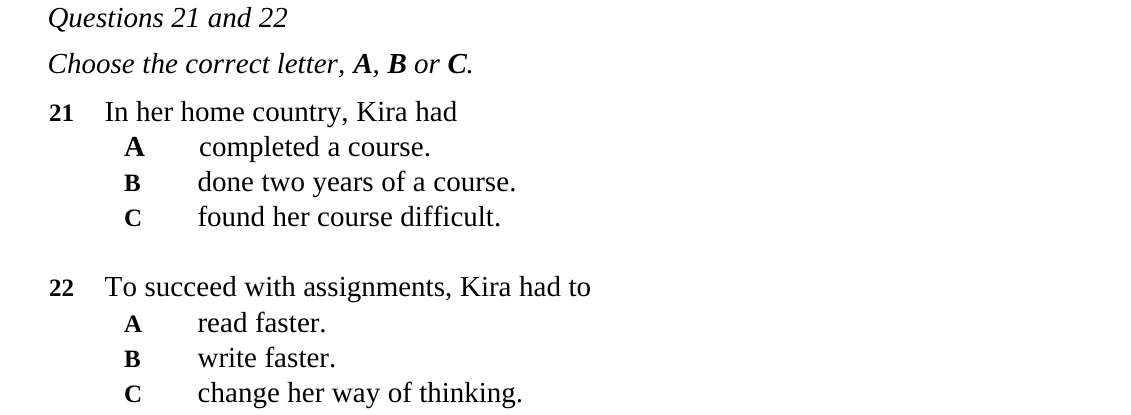 Questions 21 and 22
Choose the correct letter, A, B or C.
21 In her home country, Kira had
A completed a course.
B done two years of a course.
C found her course difficult.
22 To succeed with assignments, Kira had to
A read faster.
B write faster.
C change her way of thinking.